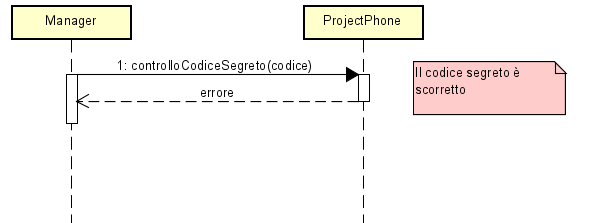 Manager
ProjectPhone
1: controlloCodiceSegreto(codice)
errore
Il codice segreto è
scorretto